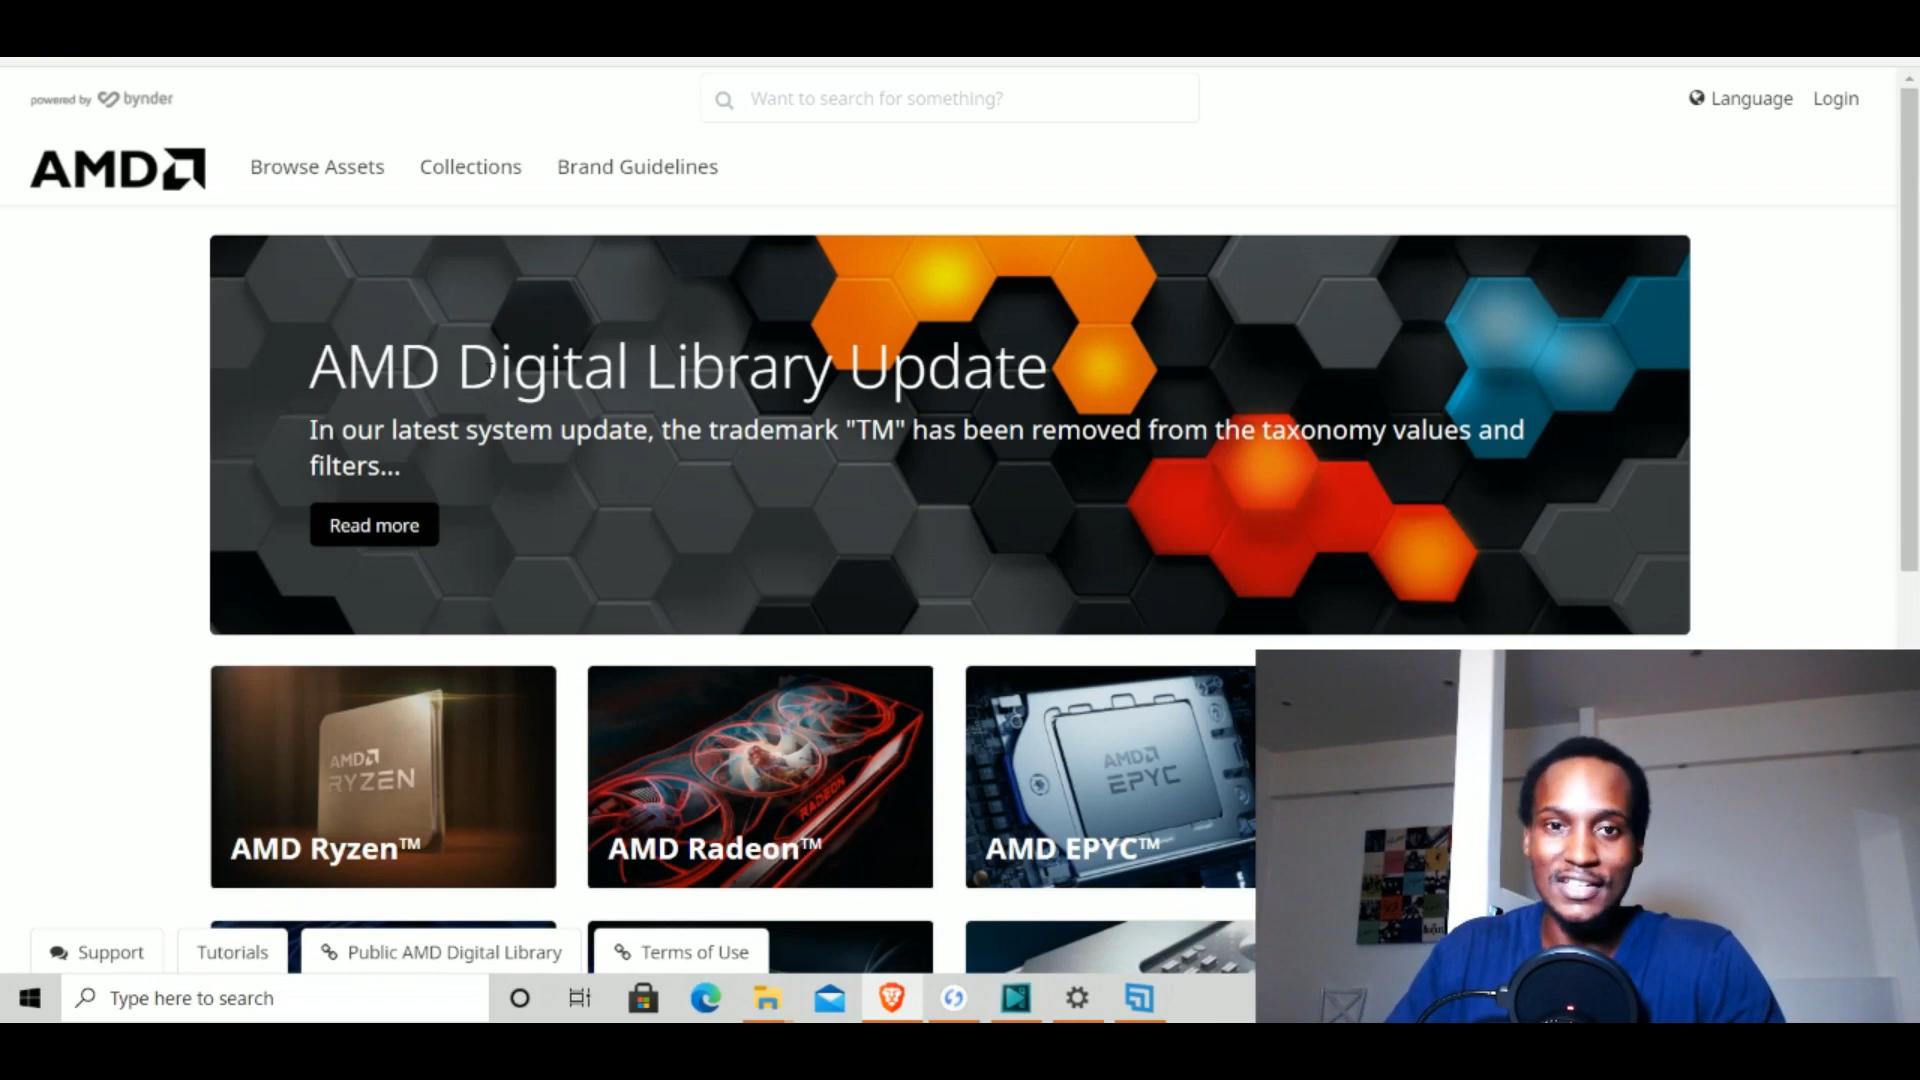 powered by bynder
Want to search for something?
Language
Login
AMD
Browse Assets
Collections
Brand Guidelines
AMD Digital Library Update
In our latest system update, the trademark "TM" has been removed from the taxonomy values and
filters...
Read more
AMD
RYZEN
AMD Ryzen™
RADEON
AMD Radeon™
AMD
EPYC
AMD EPYC™
Support
Tutorials
Public AMD Digital Library
Terms of Use
Type here to search